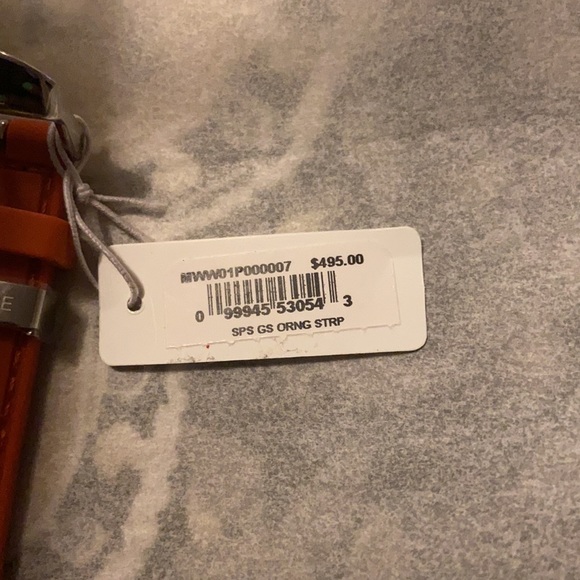 MWW01P000007 $495.00
0 99945 53054 3
SPS GS ORNG STRP
E